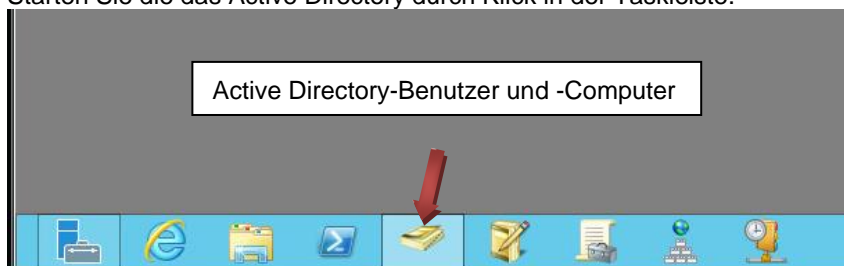 Starten Sie die das Active Directory durch Klick in der Taskleiste.
Active Directory-Benutzer und -Computer